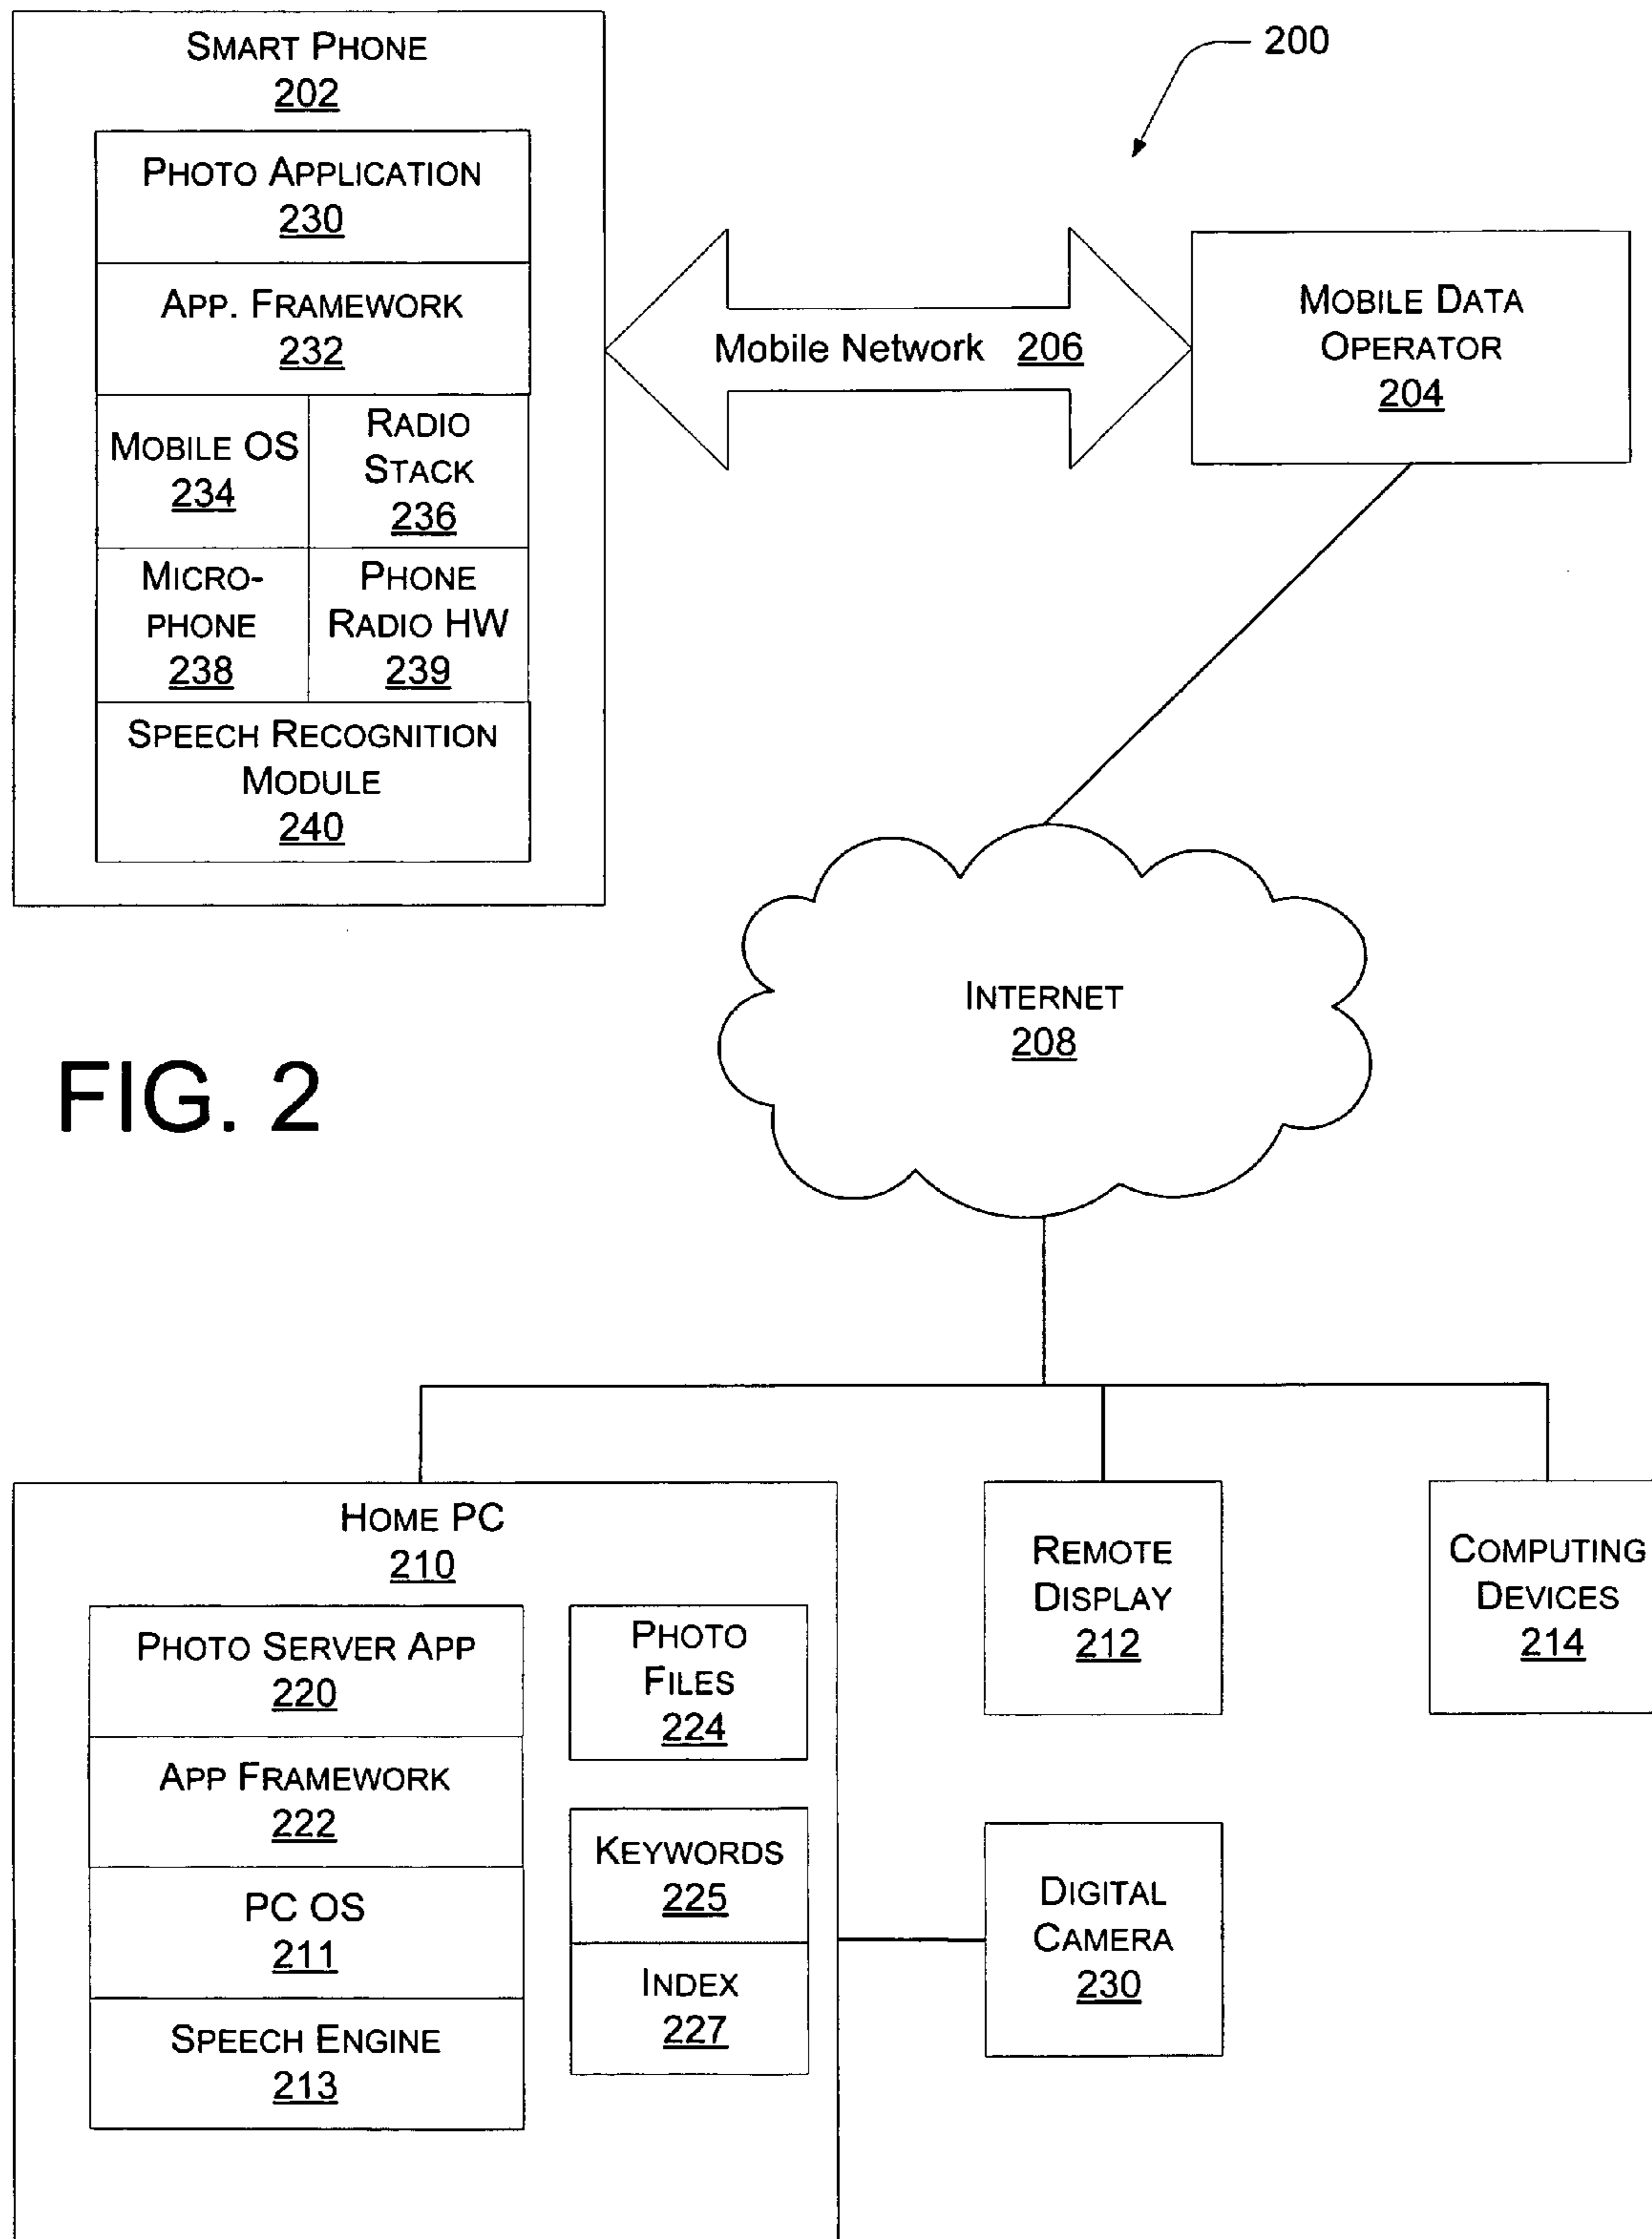 SMART PHONE
202
PHOTO APPLICATION
230
APP. FRAMEWORK
232
MOBILE OS
234
RADIO
STACK
236
MICRO-
PHONE
238
PHONE
RADIO HW
239
SPEECH RECOGNITION
MODULE
240
200
Mobile Network 206
MOBILE DATA
OPERATOR
204
INTERNET
208
FIG. 2
HOME PC
210
PHOTO SERVER APP
220
APP FRAMEWORK
222
PC OS
211
SPEECH ENGINE
213
PHOTO
FILES
224
KEYWORDS
225
INDEX
227
REMOTE
DISPLAY
212
COMPUTING
DEVICES
214
DIGITAL
CAMERA
230